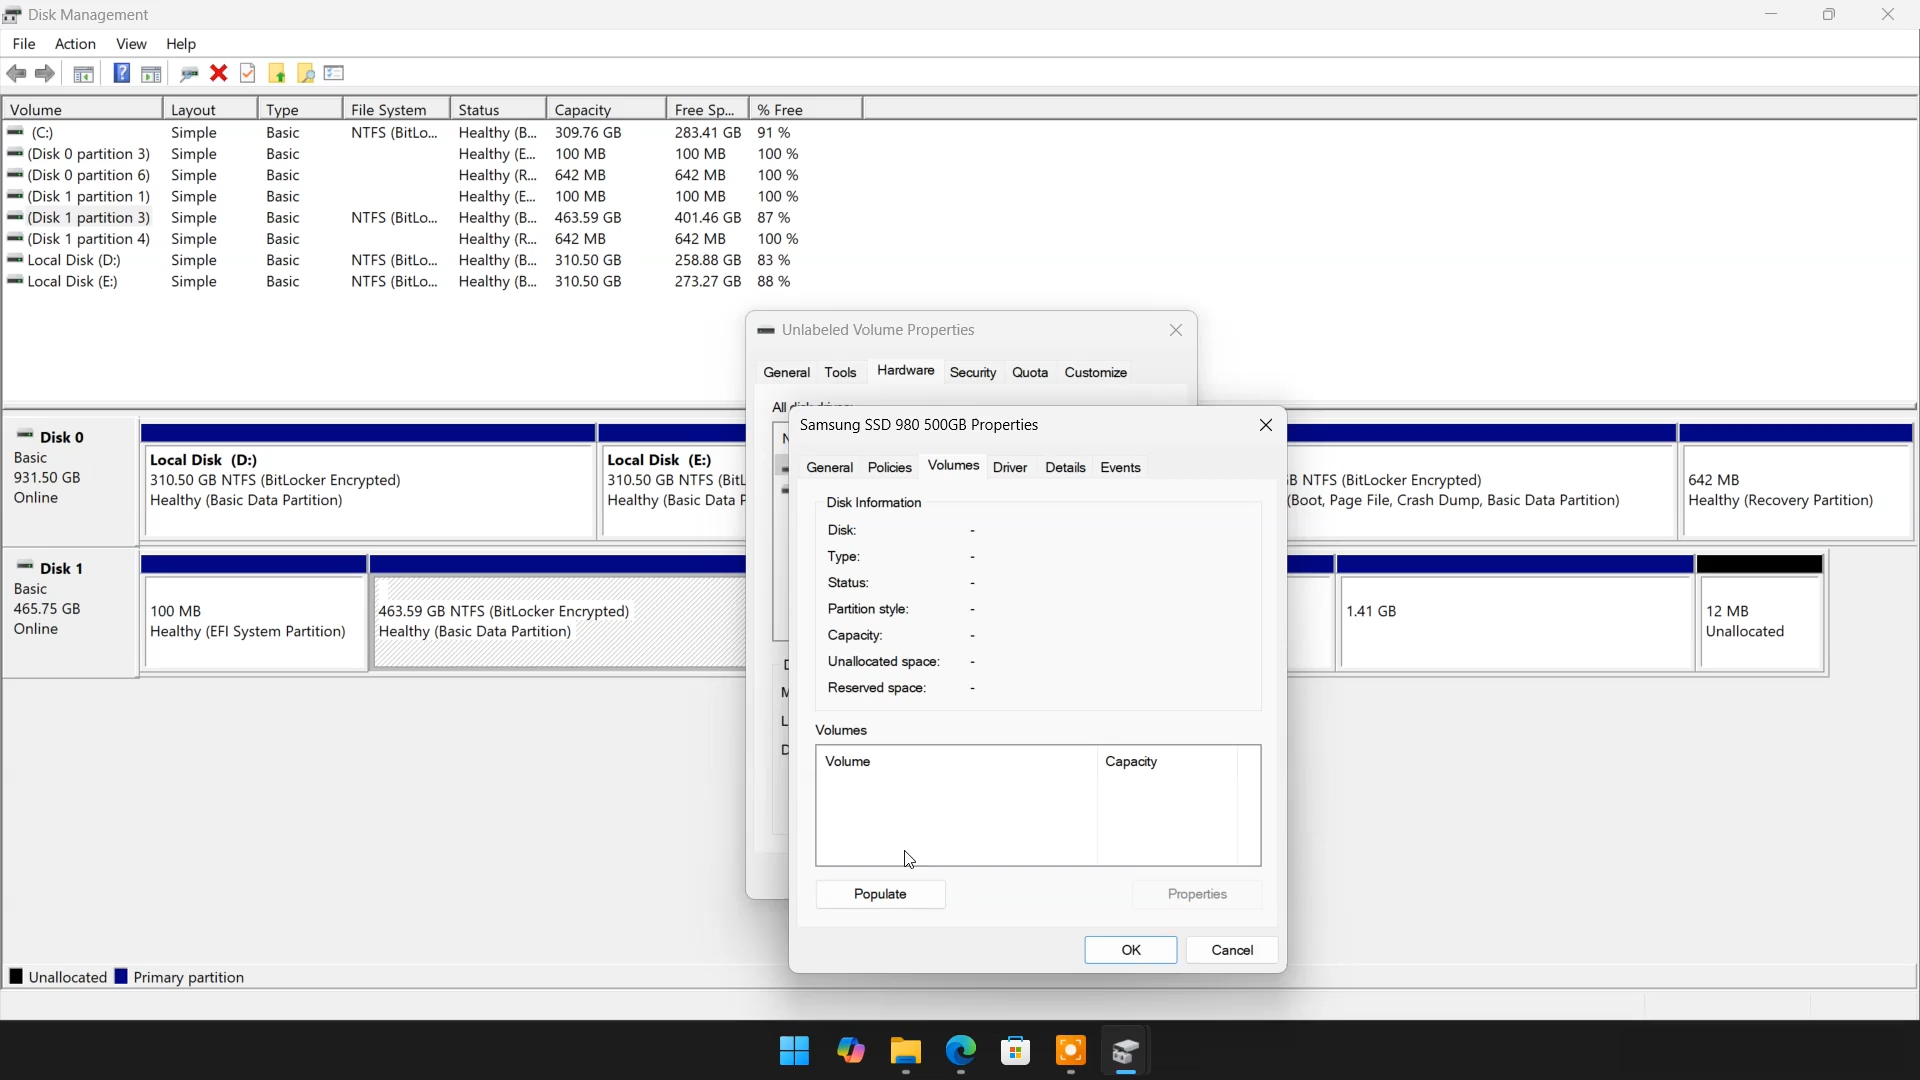 Disk Management
File Action View Help
Volume Layout Type File System Status Capacity Free Sp... % Free
(C:) Simple Basic NTFS (BitLo... Healthy (B... 309.76 GB 283.41 GB 91 %
(Disk 0 partition 3) Simple Basic Healthy (E... 100 MB 100 MB 100 %
(Disk 0 partition 6) Simple Basic Healthy (R... 642 MB 642 MB 100 %
(Disk 1 partition 1) Simple Basic Healthy (E... 100 MB 100 MB 100 %
(Disk 1 partition 3) Simple Basic NTFS (BitLo... Healthy (B... 463.59 GB 401.46 GB 87 %
(Disk 1 partition 4) Simple Basic Healthy (R... 642 MB 642 MB 100 %
Local Disk (D:) Simple Basic NTFS (BitLo... Healthy (B... 310.50 GB 258.88 GB 83 %
Local Disk (E:) Simple Basic NTFS (BitLo... Healthy (B... 310.50 GB 273.27 GB 88 %
Disk 0
Basic
931.50 GB
Online
Local Disk (D:)
310.50 GB NTFS (BitLocker Encrypted)
Healthy (Basic Data Partition)
Local Disk (E:)
310.50 GB NTFS (BitL
Healthy (Basic Data P
B NTFS (BitLocker Encrypted)
(Boot, Page File, Crash Dump, Basic Data Partition)
642 MB
Healthy (Recovery Partition)
Disk 1
Basic
465.75 GB
Online
100 MB
Healthy (EFI System Partition)
463.59 GB NTFS (BitLocker Encrypted)
Healthy (Basic Data Partition)
1.41 GB
12 MB
Unallocated
Unlabeled Volume Properties
General Tools Hardware Security Quota Customize
All
Samsung SSD 980 500GB Properties
General Policies Volumes Driver Details Events
Disk Information
Disk: -
Type: -
Status: -
Partition style: -
Capacity: -
Unallocated space: -
Reserved space: -
Volumes
Volume Capacity
Populate Properties
OK Cancel
Unallocated Primary partition